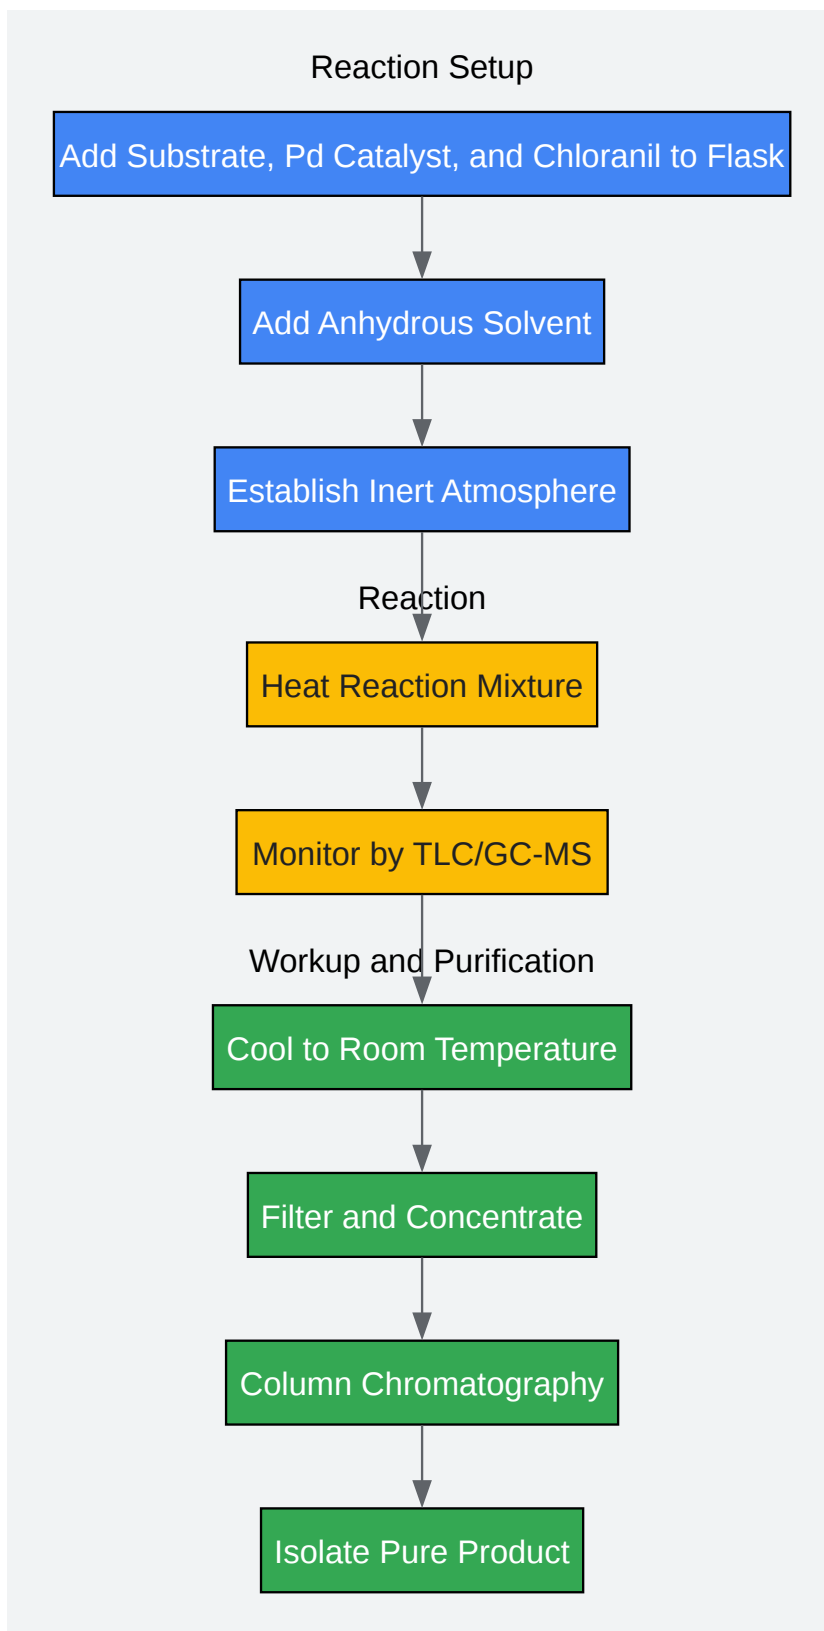 Reaction Setup
Add Substrate, Pd Catalyst, and Chloranil to Flask
Add Anhydrous Solvent
Establish Inert Atmosphere
Reaction
Heat Reaction Mixture
Monitor by TLC/GC-MS
Workup and Purification
Cool to Room Temperature
Filter and Concentrate
Column Chromatography
Isolate Pure Product